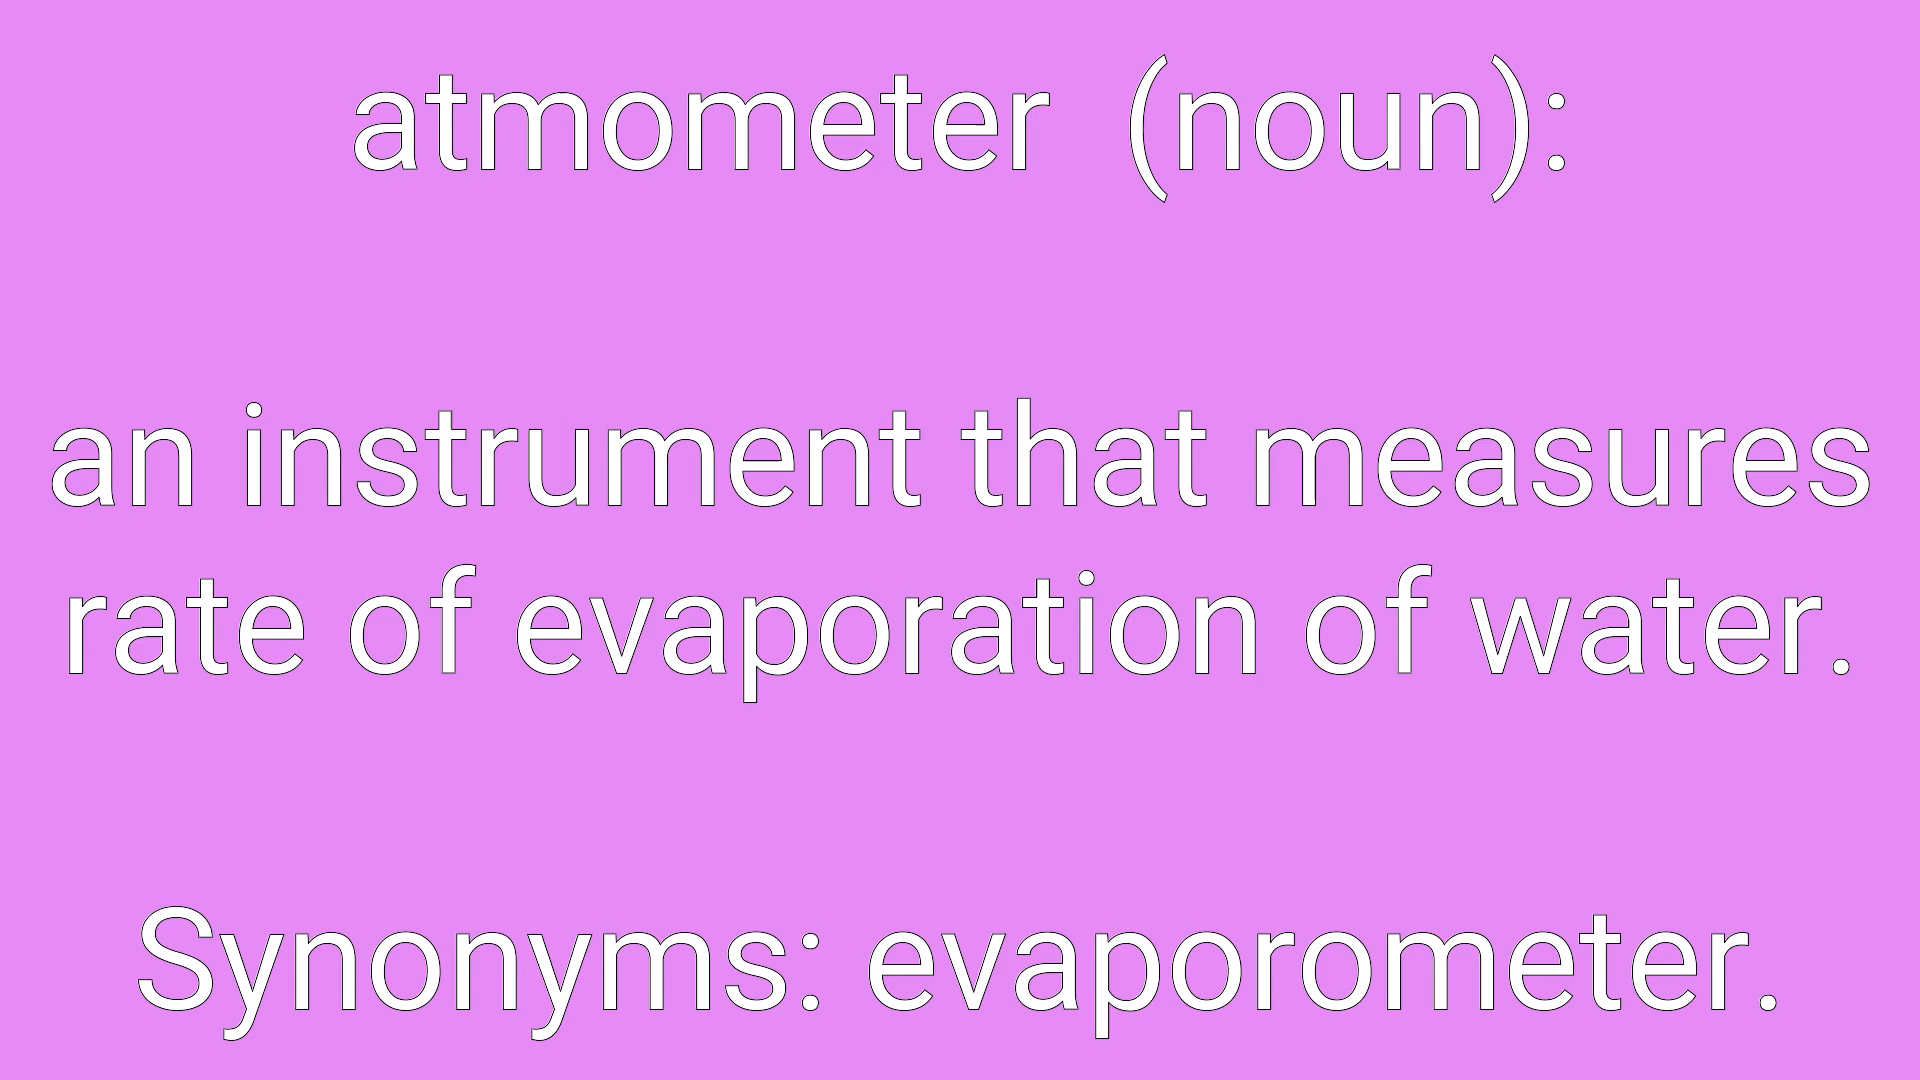 atmometer (noun):
an instrument that measures
rate of evaporation of water.
Synonyms: evaporometer.